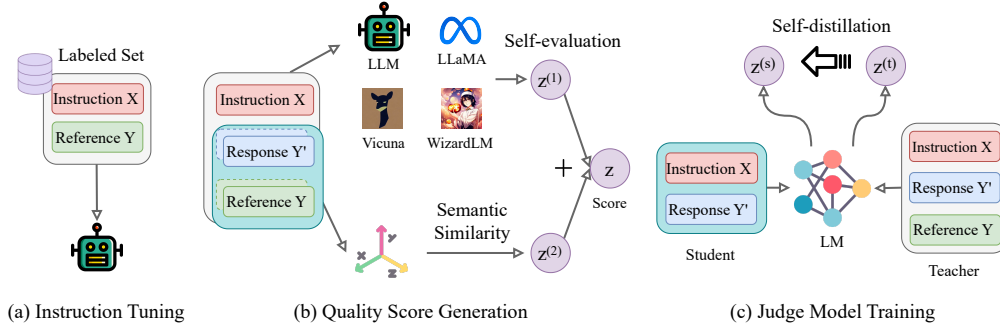 Labeled Set
Instruction X
Reference Y
(a) Instruction Tuning
LLM
LLaMA
Vicuna
WizardLM
Instruction X
Response Y'
Reference Y
X
Y
Z
Self-evaluation
z(1)
+
z
Score
Semantic
Similarity
z(2)
(b) Quality Score Generation
Self-distillation
z(s)
z(t)
Instruction X
Response Y'
Student
LM
Instruction X
Response Y'
Reference Y
Teacher
(c) Judge Model Training